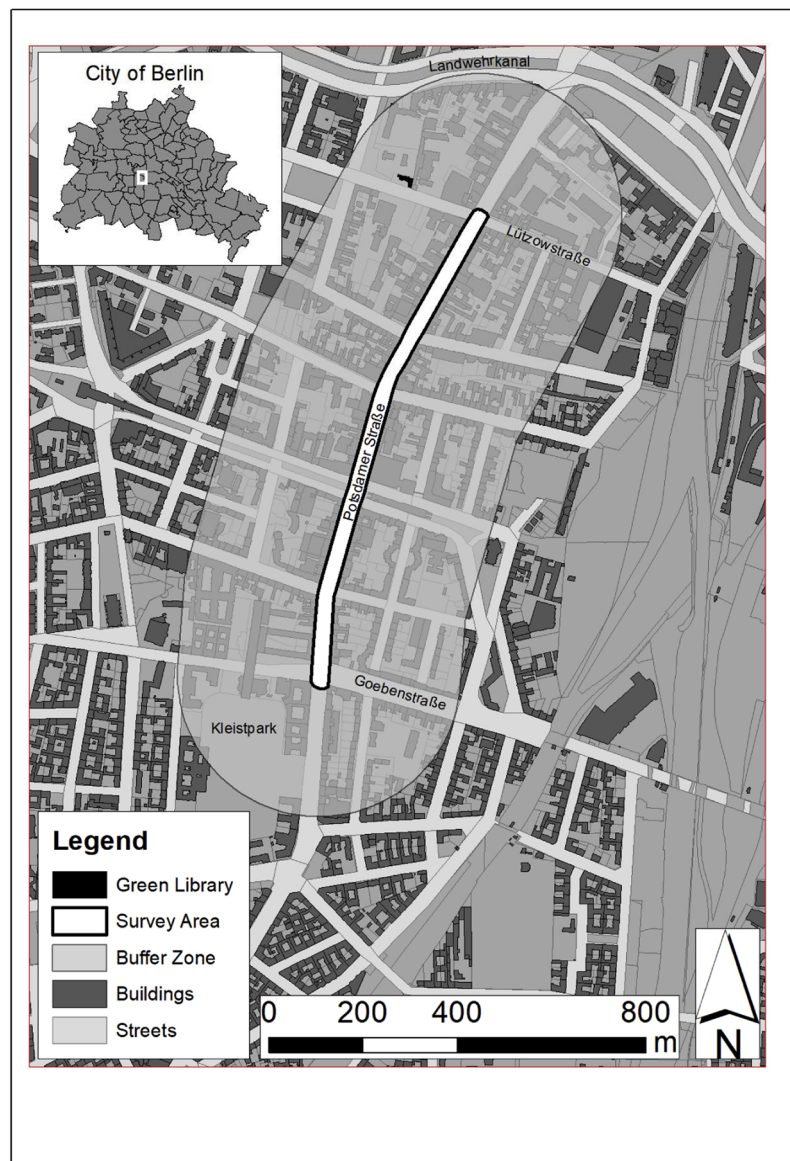 City of Berlin
Landwehrkanal
Lützowstraße
Potsdamer Straße
Goebenstraße
Kleistpark
Legend
Green Library
Survey Area
Buffer Zone
Buildings
Streets
0 200 400 800
m
N